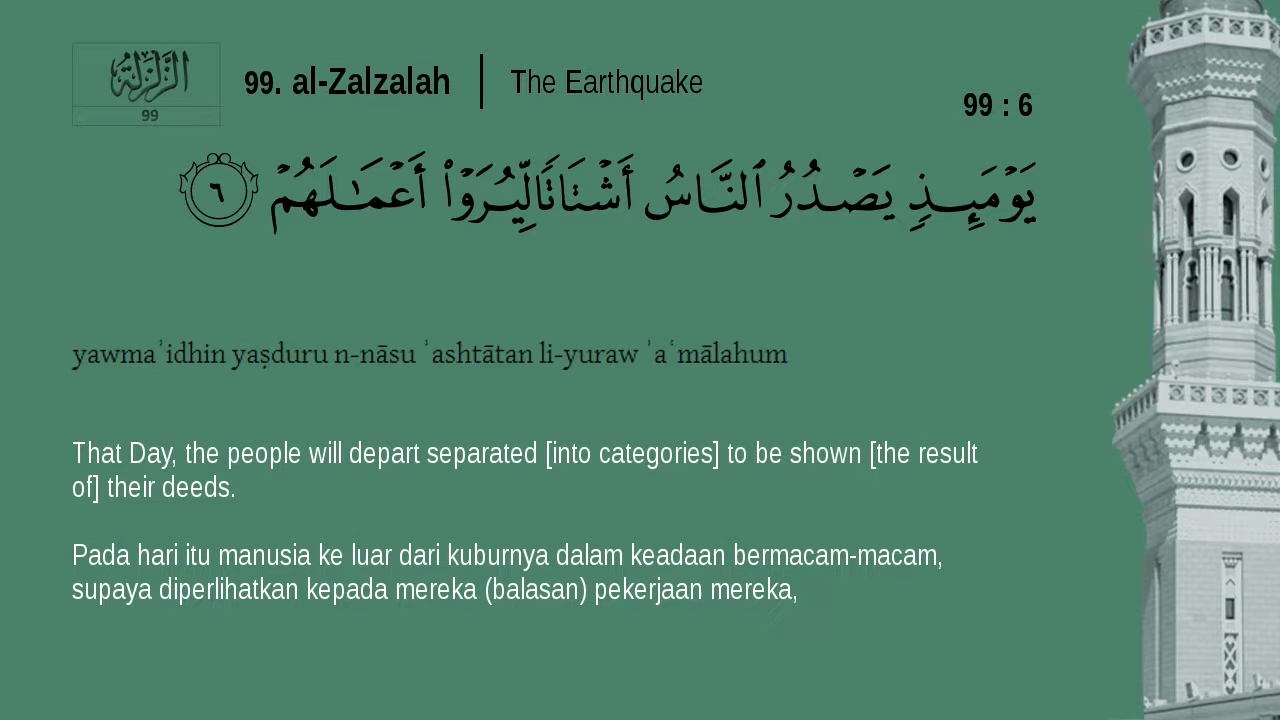 الزلزلة
99
99. al-Zalzalah | The Earthquake
99 : 6
يَوْمَئِذٍ يَصْدُرُ ٱلنَّاسُ أَشْتَاتًا لِّيُرَوْا۟ أَعْمَـٰلَهُمْ ٦
yawmaʾidhin yaṣduru n-nāsu ʾashtātan li-yuraw ʾaʿmālahum
That Day, the people will depart separated [into categories] to be shown [the result
of] their deeds.
Pada hari itu manusia ke luar dari kuburnya dalam keadaan bermacam-macam,
supaya diperlihatkan kepada mereka (balasan) pekerjaan mereka,